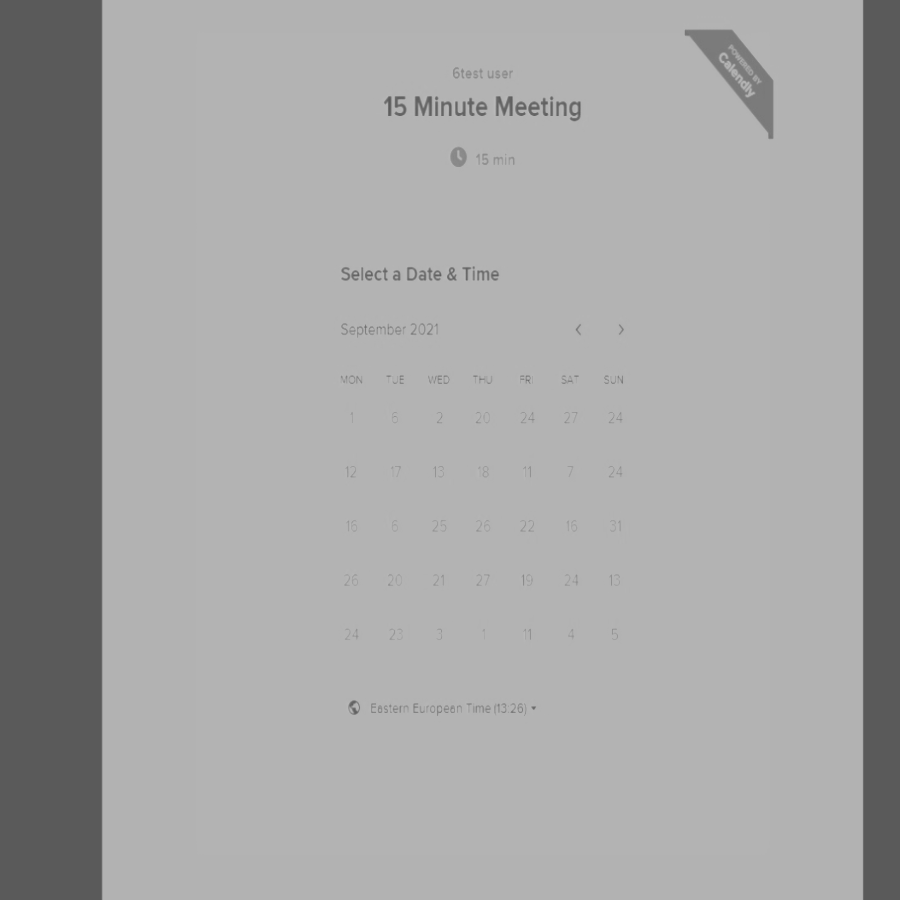 POWERED BY
Calendly
6test user
15 Minute Meeting
15 min
Select a Date & Time
September 2021
MON TUE WED THU FRI SAT SUN
1 6 2 20 24 27 24
12 17 13 18 11 7 24
16 6 25 26 22 16 31
26 20 21 27 19 24 13
24 23 3 1 11 4 5
Eastern European Time (13:26)